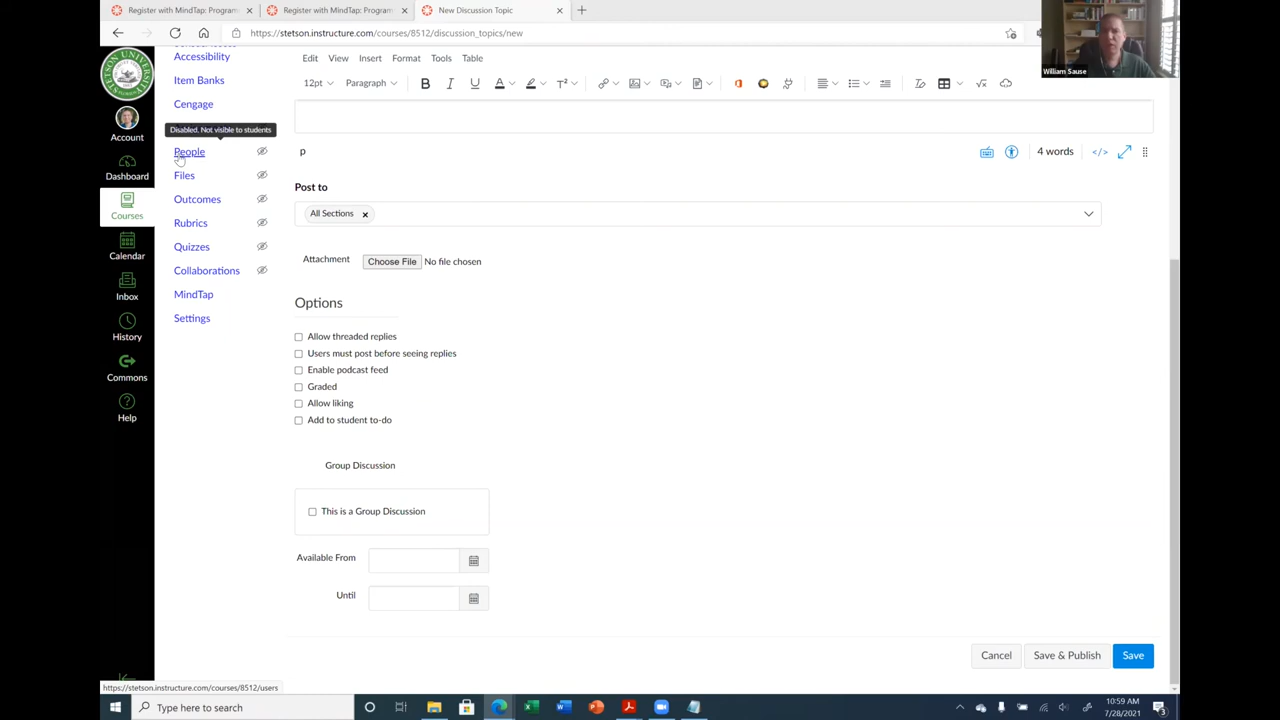 Register with MindTap: Program
Register with MindTap: Program
New Discussion Topic
https://stetson.instructure.com/courses/8512/discussion_topics/new
William Sause
STETSON UNIVERSITY
Account
Dashboard
Courses
Calendar
Inbox
History
Commons
Help
Accessibility
Item Banks
Cengage
Disabled. Not visible to students
People
Files
Outcomes
Rubrics
Quizzes
Collaborations
MindTap
Settings
Edit View Insert Format Tools Table
12pt Paragraph B I U A T²
p
4 words </>
Post to
All Sections
Attachment Choose File No file chosen
Options
Allow threaded replies
Users must post before seeing replies
Enable podcast feed
Graded
Allow liking
Add to student to-do
Group Discussion
This is a Group Discussion
Available From
Until
Cancel Save & Publish Save
https://stetson.instructure.com/courses/8512/users
Type here to search
10:59 AM
7/28/2021